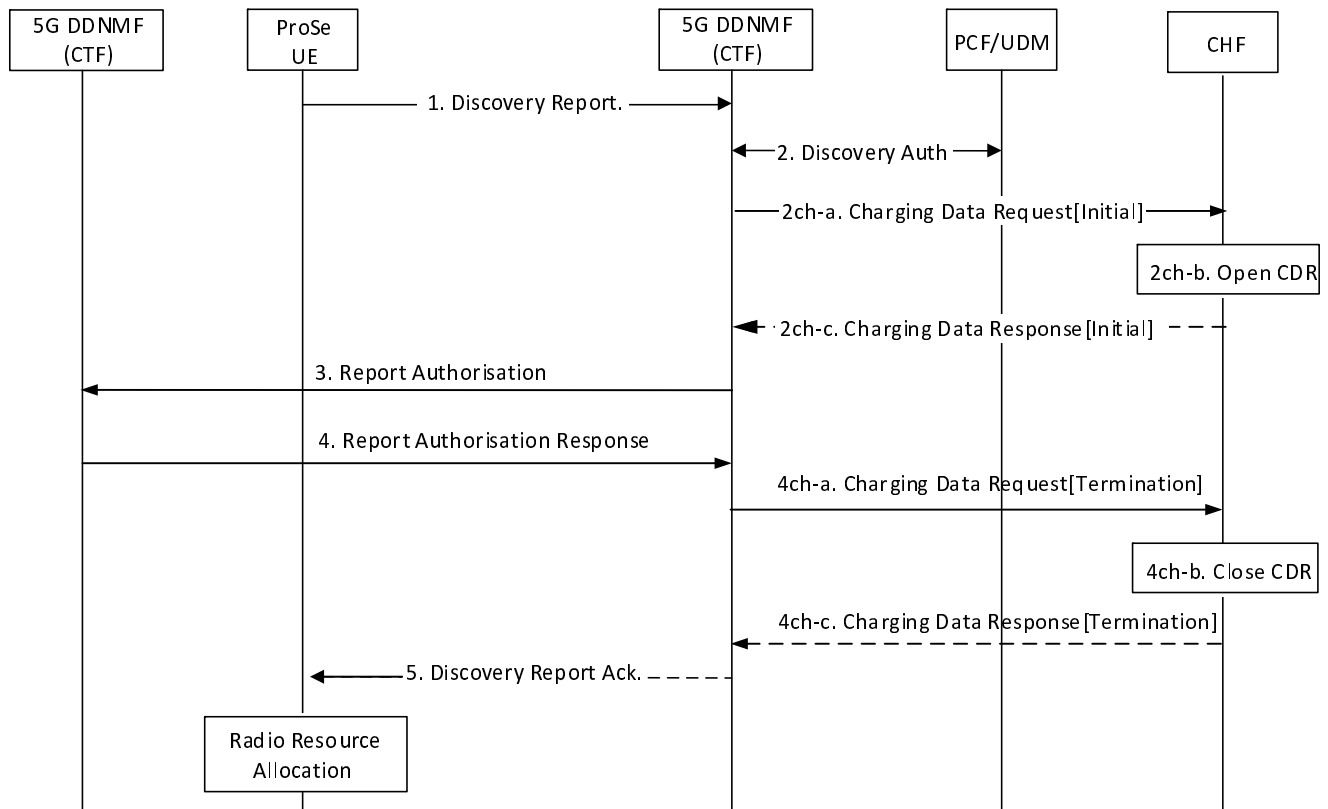 5G DDNMF
(CTF)
ProSe
UE
5G DDNMF
(CTF)
PCF/UDM
CHF
1. Discovery Report.
2. Discovery Auth
2ch-a. Charging Data Request[Initial]
2ch-b. Open CDR
2ch-c. Charging Data Response[Initial]
3. Report Authorisation
4. Report Authorisation Response
4ch-a. Charging Data Request[Termination]
4ch-b. Close CDR
4ch-c. Charging Data Response[Termination]
5. Discovery Report Ack.
Radio Resource
Allocation